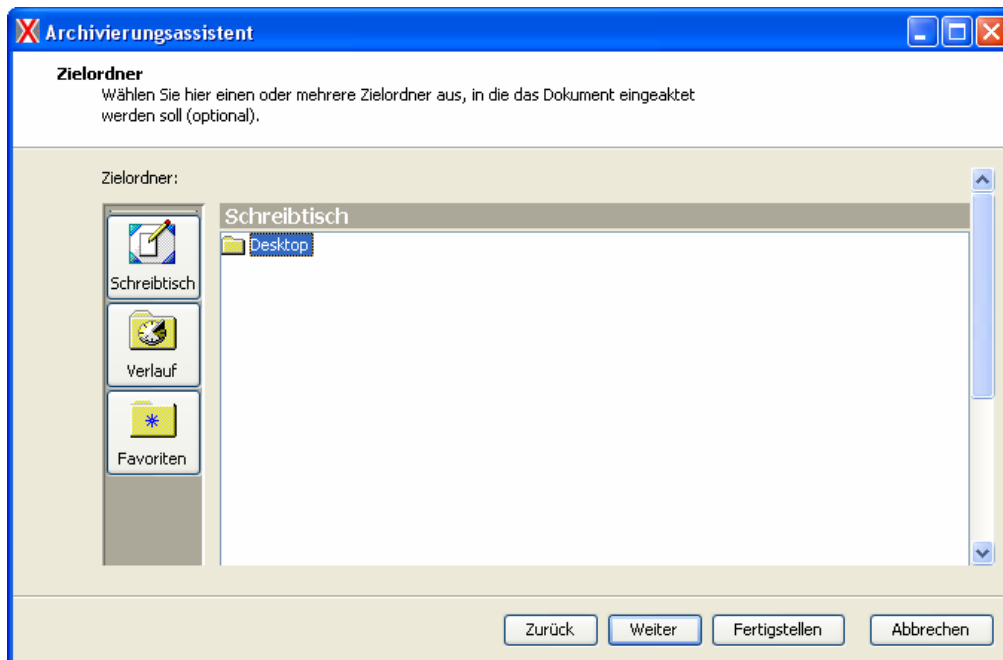 Archivierungsassistent
Zielordner
Wählen Sie hier einen oder mehrere Zielordner aus, in die das Dokument eingeaktet
werden soll (optional).
Zielordner:
Schreibtisch
Desktop
Schreibtisch
Verlauf
Favoriten
Zurück
Weiter
Fertigstellen
Abbrechen